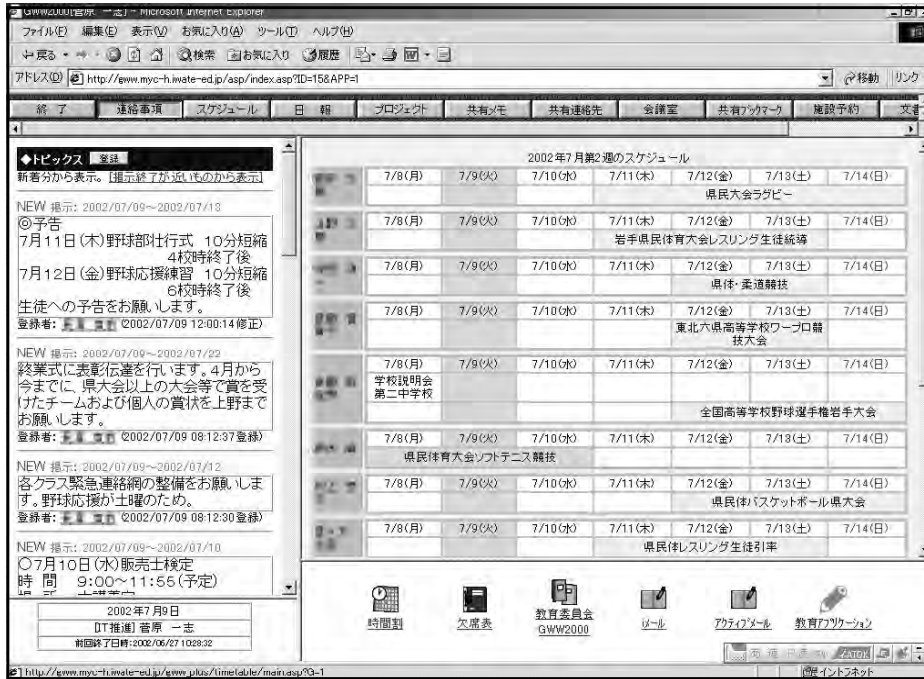 GWW2000[菅原 一志] - Microsoft Internet Explorer
ファイル(F) 編集(E) 表示(V) お気に入り(A) ツール(T) ヘルプ(H)
戻る 検索 お気に入り 履歴
アドレス(D) http://gww.myc-h.iwate-ed.jp/asp/index.asp?ID=15&APP=1 移動 リンク
終 了 連絡事項 スケジュール 日 報 プロジェクト 共有メモ 共有連絡先 会議室 共有ブックマーク 施設予約
◆トピックス 登録
新着分から表示。[掲示終了が近いものから表示]
NEW 掲示: 2002/07/09~2002/07/13
◎予告
7月11日(木)野球部壮行式 10分短縮
4校時終了後
7月12日(金)野球応援練習 10分短縮
6校時終了後
生徒への予告をお願いします。
登録者: (2002/07/09 12:00:14修正)
NEW 掲示: 2002/07/09~2002/07/22
終業式に表彰伝達を行います。4月から
今までに、県大会以上の大会等で賞を受
けたチームおよび個人の賞状を上野まで
お願いします。
登録者: (2002/07/09 08:12:37登録)
NEW 掲示: 2002/07/09~2002/07/12
各クラス緊急連絡網の整備をお願いしま
す。野球応援が土曜のため。
登録者: (2002/07/09 08:12:30登録)
NEW 掲示: 2002/07/09~2002/07/10
○7月10日(水)販売士検定
時 間 9:00~11:55(予定)
2002年7月9日
[IT推進] 菅原 一志
前回終了日時:2002/06/27 10:28:32
2002年7月第2週のスケジュール
7/8(月) 7/9(火) 7/10(水) 7/11(木) 7/12(金) 7/13(土) 7/14(日)
県民大会ラグビー
7/8(月) 7/9(火) 7/10(水) 7/11(木) 7/12(金) 7/13(土) 7/14(日)
岩手県民体育大会レスリング生徒統導
7/8(月) 7/9(火) 7/10(水) 7/11(木) 7/12(金) 7/13(土) 7/14(日)
県体・柔道競技
7/8(月) 7/9(火) 7/10(水) 7/11(木) 7/12(金) 7/13(土) 7/14(日)
東北六県高等学校ワープロ競
技大会
7/8(月) 7/9(火) 7/10(水) 7/11(木) 7/12(金) 7/13(土) 7/14(日)
学校説明会
第二中学校
全国高等学校野球選手権岩手大会
7/8(月) 7/9(火) 7/10(水) 7/11(木) 7/12(金) 7/13(土) 7/14(日)
県民体育大会ソフトテニス競技
7/8(月) 7/9(火) 7/10(水) 7/11(木) 7/12(金) 7/13(土) 7/14(日)
県民体バスケットボール県大会
7/8(月) 7/9(火) 7/10(水) 7/11(木) 7/12(金) 7/13(土) 7/14(日)
県民体レスリング生徒引率
時間割 欠席表 教育委員会 メール アクティブメール 教育アプリケーション
GWW2000
http://gww.myc-h.iwate-ed.jp/gww_plus/timetable/main.asp?G=1 イントラネット